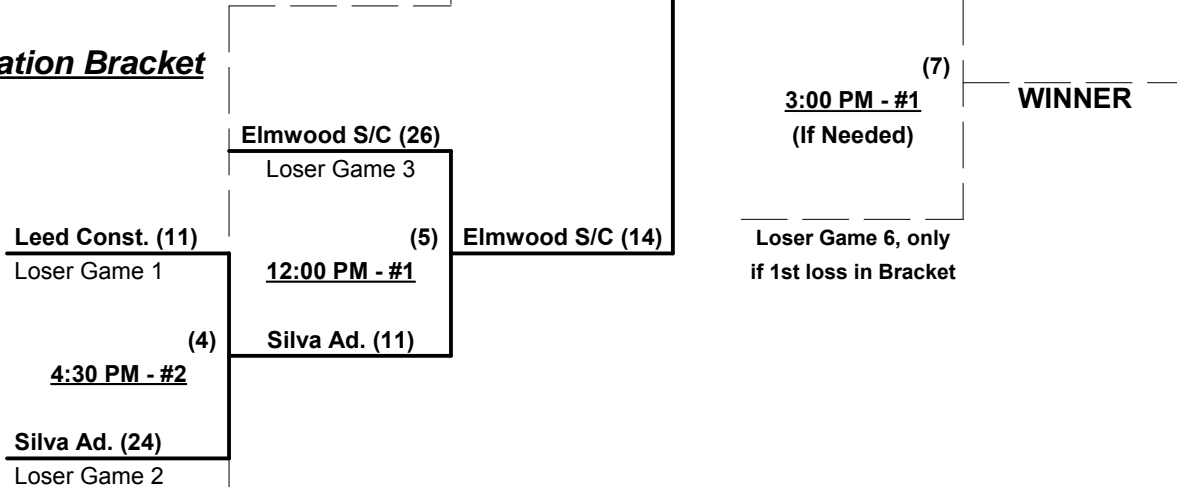 Bracket
(7)
3:00 PM - #1
WINNER
(If Needed)
Elmwood S/C (26)
Loser Game 3
Leed Const. (11)
Loser Game 1
(5)
12:00 PM - #1
Elmwood S/C (14)
Loser Game 6, only
if 1st loss in Bracket
(4)
4:30 PM - #2
Silva Ad. (11)
Silva Ad. (24)
Loser Game 2